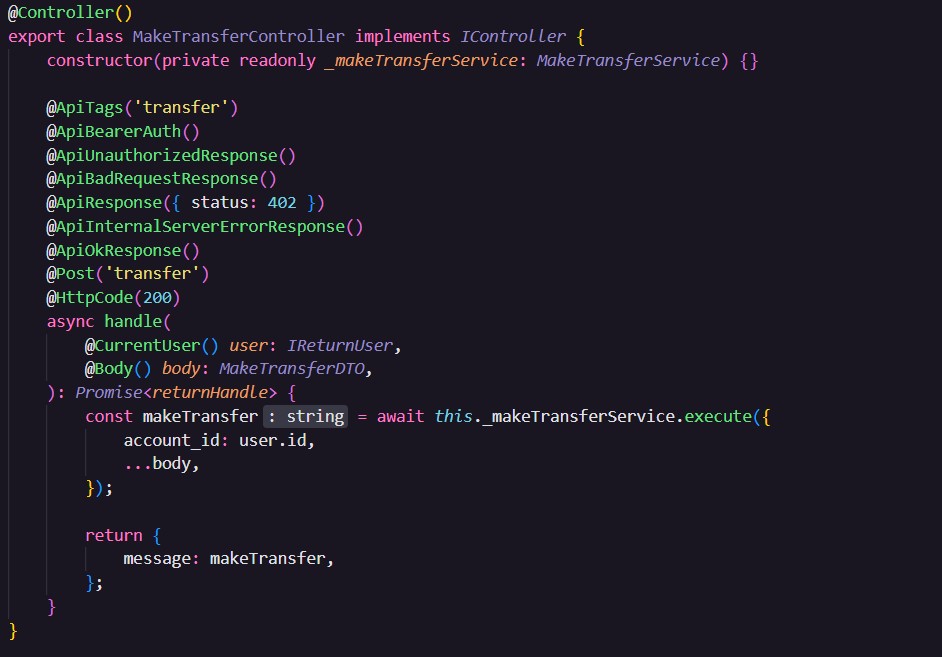 @Controller()
export class MakeTransferController implements IController {
    constructor(private readonly _makeTransferService: MakeTransferService) {}

    @ApiTags('transfer')
    @ApiBearerAuth()
    @ApiUnauthorizedResponse()
    @ApiBadRequestResponse()
    @ApiResponse({ status: 402 })
    @ApiInternalServerErrorResponse()
    @ApiOkResponse()
    @Post('transfer')
    @HttpCode(200)
    async handle(
        @CurrentUser() user: IReturnUser,
        @Body() body: MakeTransferDTO,
    ): Promise<returnHandle> {
        const makeTransfer : string = await this._makeTransferService.execute({
            account_id: user.id,
            ...body,
        });

        return {
            message: makeTransfer,
        };
    }
}